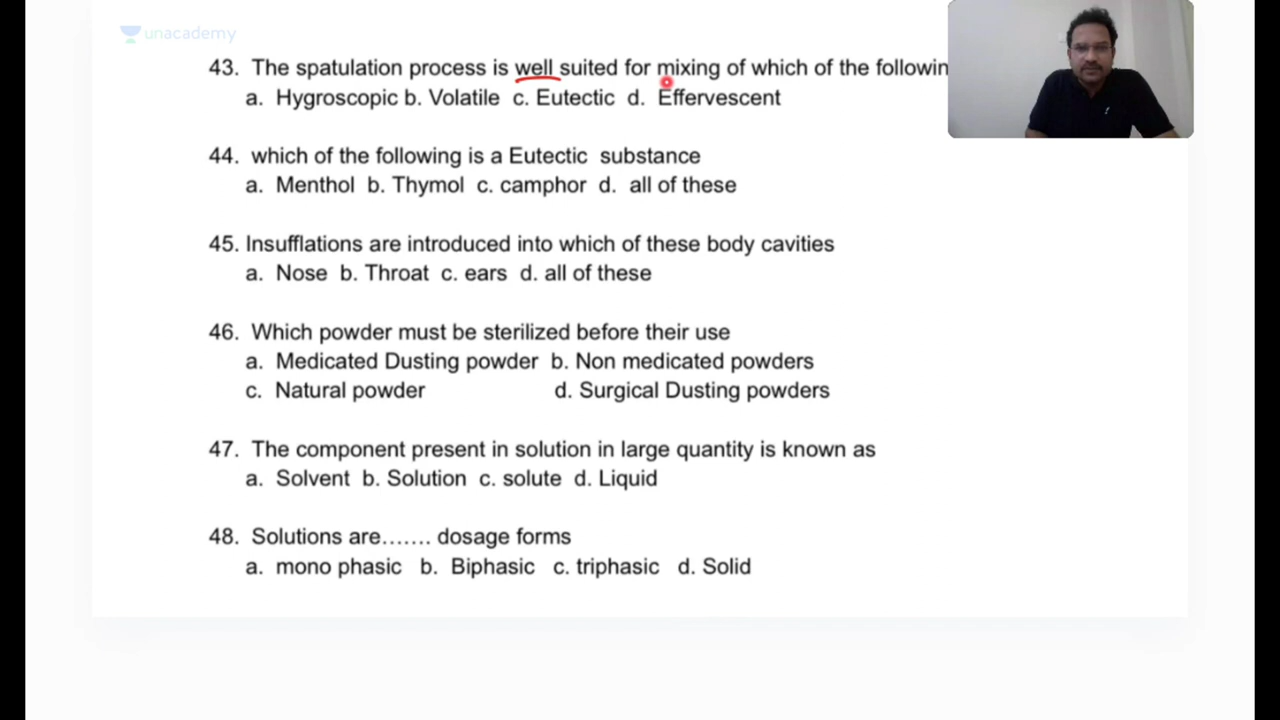 unacademy
43. The spatulation process is well suited for mixing of which of the followin
a. Hygroscopic b. Volatile c. Eutectic d. Effervescent
44. which of the following is a Eutectic substance
a. Menthol b. Thymol c. camphor d. all of these
45. Insufflations are introduced into which of these body cavities
a. Nose b. Throat c. ears d. all of these
46. Which powder must be sterilized before their use
a. Medicated Dusting powder b. Non medicated powders
c. Natural powder d. Surgical Dusting powders
47. The component present in solution in large quantity is known as
a. Solvent b. Solution c. solute d. Liquid
48. Solutions are....... dosage forms
a. mono phasic b. Biphasic c. triphasic d. Solid